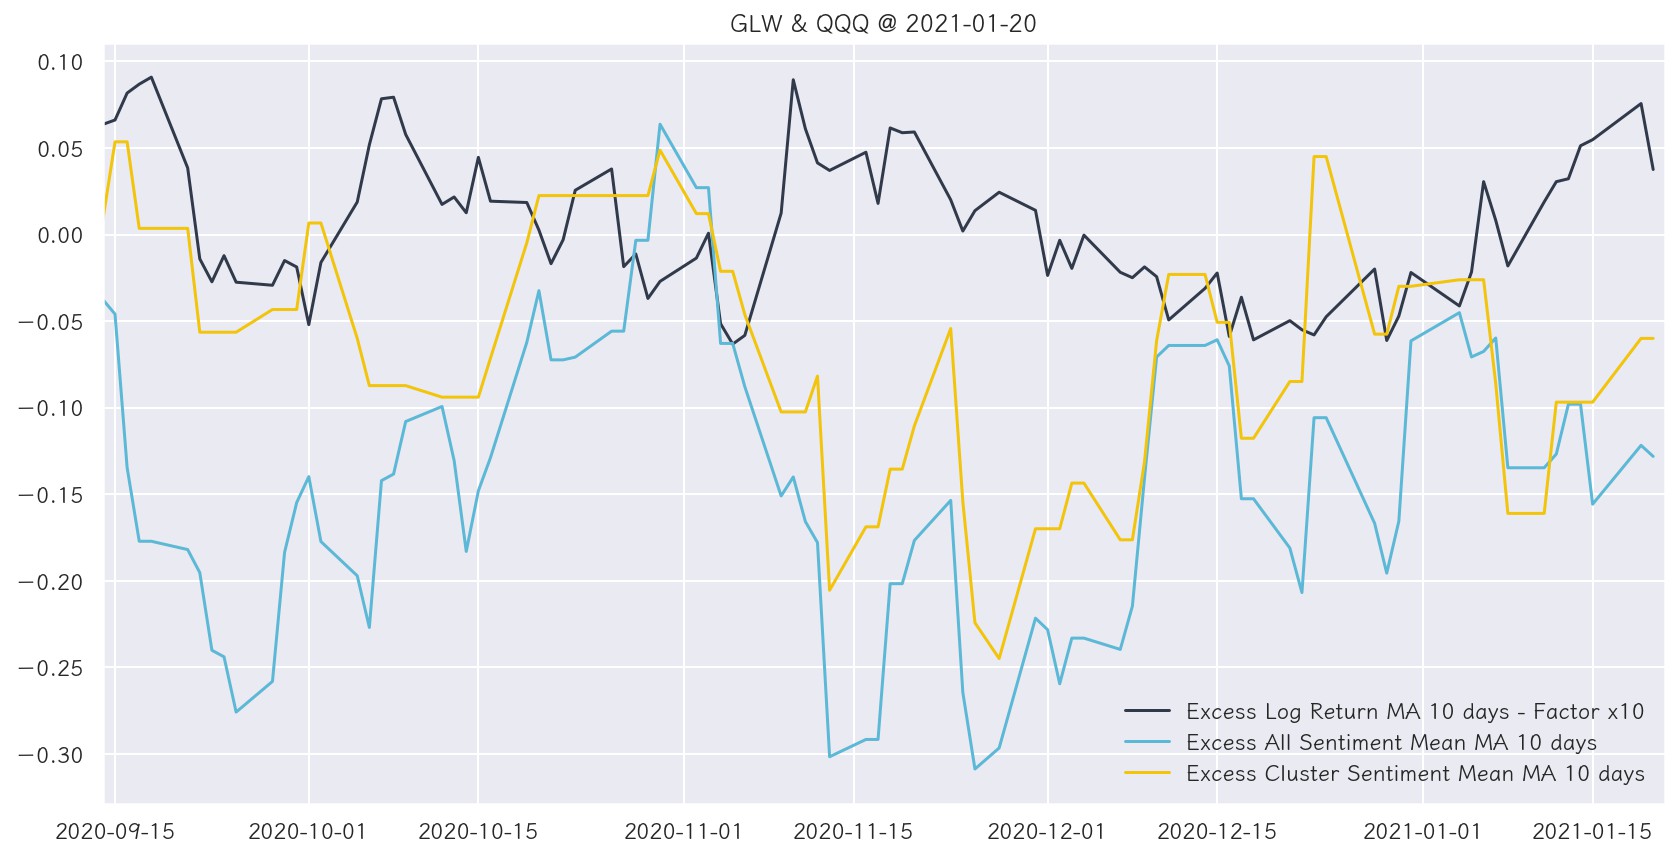 GLW & QQQ @ 2021-01-20
0.10
0.05
0.00
−0.05
−0.10
−0.15
−0.20
−0.25
−0.30
Excess Log Return MA 10 days - Factor x10
Excess All Sentiment Mean MA 10 days
Excess Cluster Sentiment Mean MA 10 days
2020-09-15 2020-10-01 2020-10-15 2020-11-01 2020-11-15 2020-12-01 2020-12-15 2021-01-01 2021-01-15